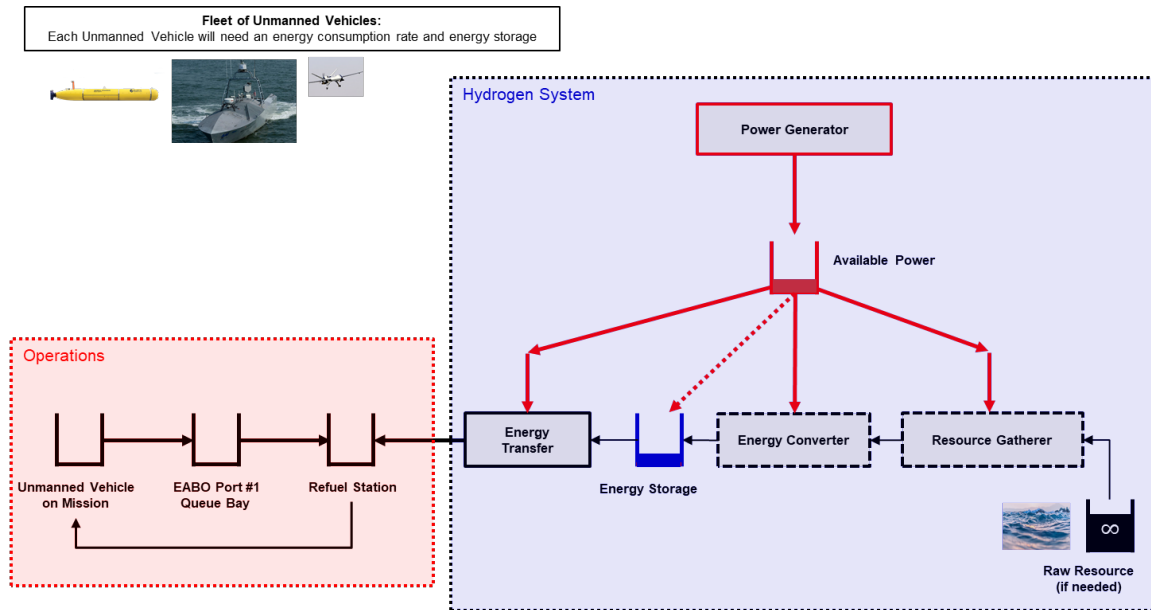 Fleet of Unmanned Vehicles:
Each Unmanned Vehicle will need an energy consumption rate and energy storage
Hydrogen System
Power Generator
Available Power
Operations
Energy
Transfer
Energy Converter
Resource Gatherer
Energy Storage
Unmanned Vehicle
on Mission
EABO Port #1
Queue Bay
Refuel Station
∞
Raw Resource
(if needed)